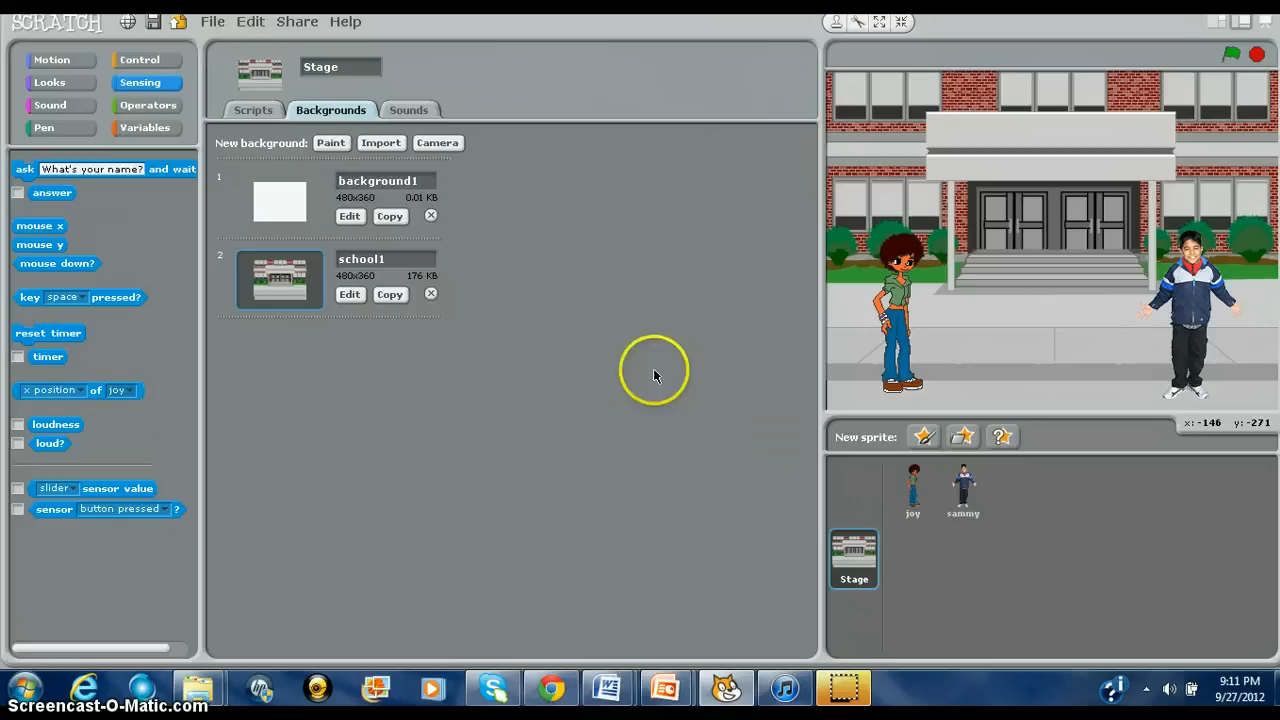 SCRATCH File Edit Share Help
Motion Control
Looks Sensing
Sound Operators
Pen Variables
ask What's your name? and wait
answer
mouse x
mouse y
mouse down?
key space pressed?
reset timer
timer
x position of joy
loudness
loud?
slider sensor value
sensor button pressed ?
Stage
Scripts Backgrounds Sounds
New background: Paint Import Camera
1
background1
480x360 0.01 KB
Edit Copy
2
school1
480x360 176 KB
Edit Copy
x: -146 y: -271
New sprite:
joy sammy
Stage
9:11 PM
9/27/2012
Screencast-O-Matic.com